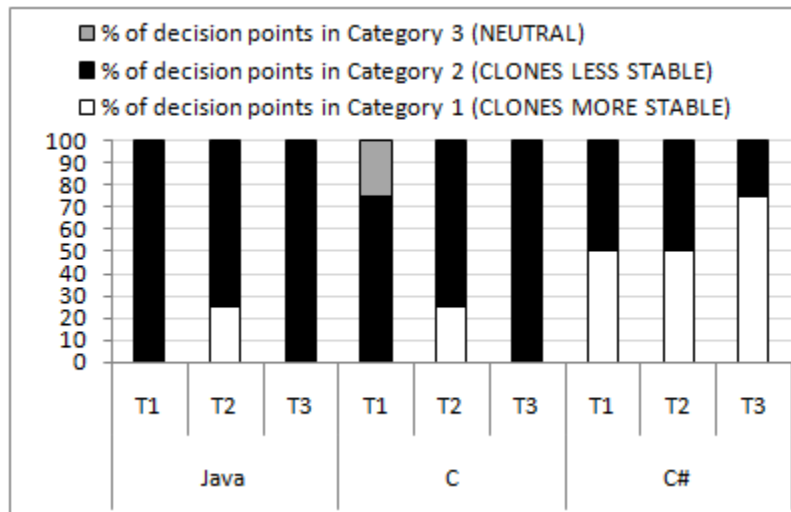 % of decision points in Category 3 (NEUTRAL)
% of decision points in Category 2 (CLONES LESS STABLE)
% of decision points in Category 1 (CLONES MORE STABLE)
100
90
80
70
60
50
40
30
20
10
0
T1 T2 T3 T1 T2 T3 T1 T2 T3
Java C C#